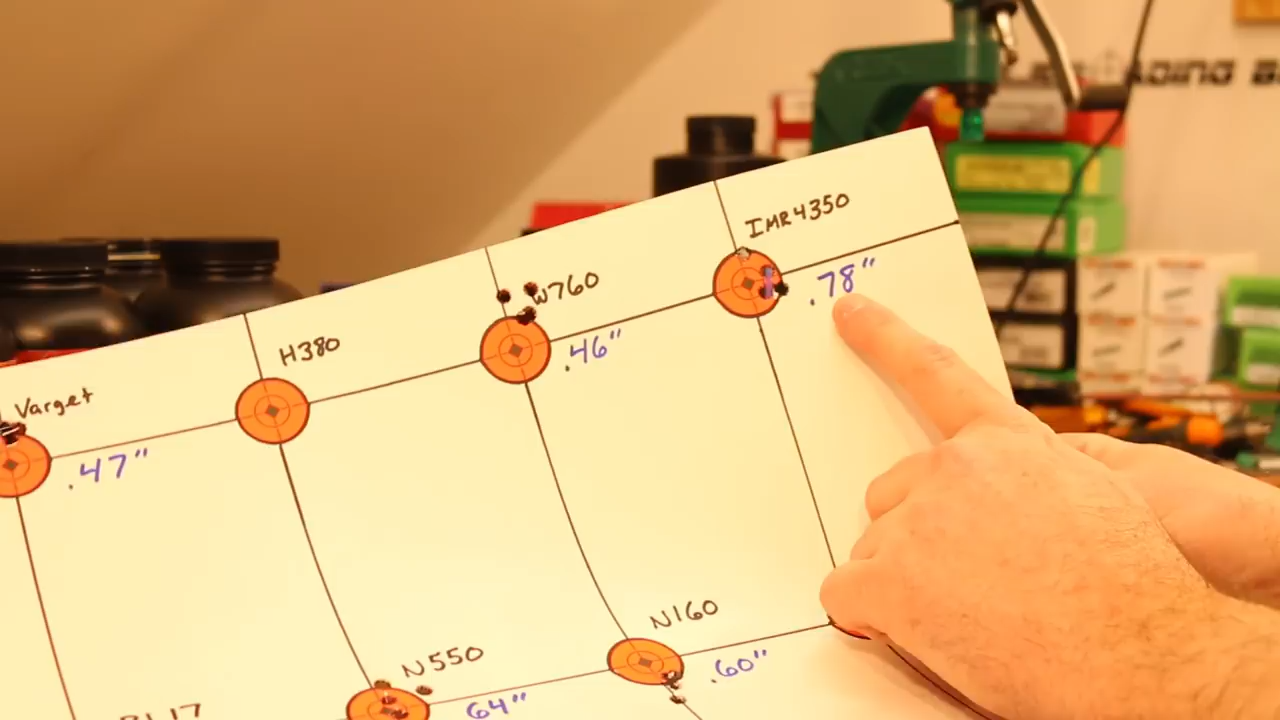 IMR4350
.78"
W760
.46"
H380
Varget
.47"
N160
.60"
N550
64"